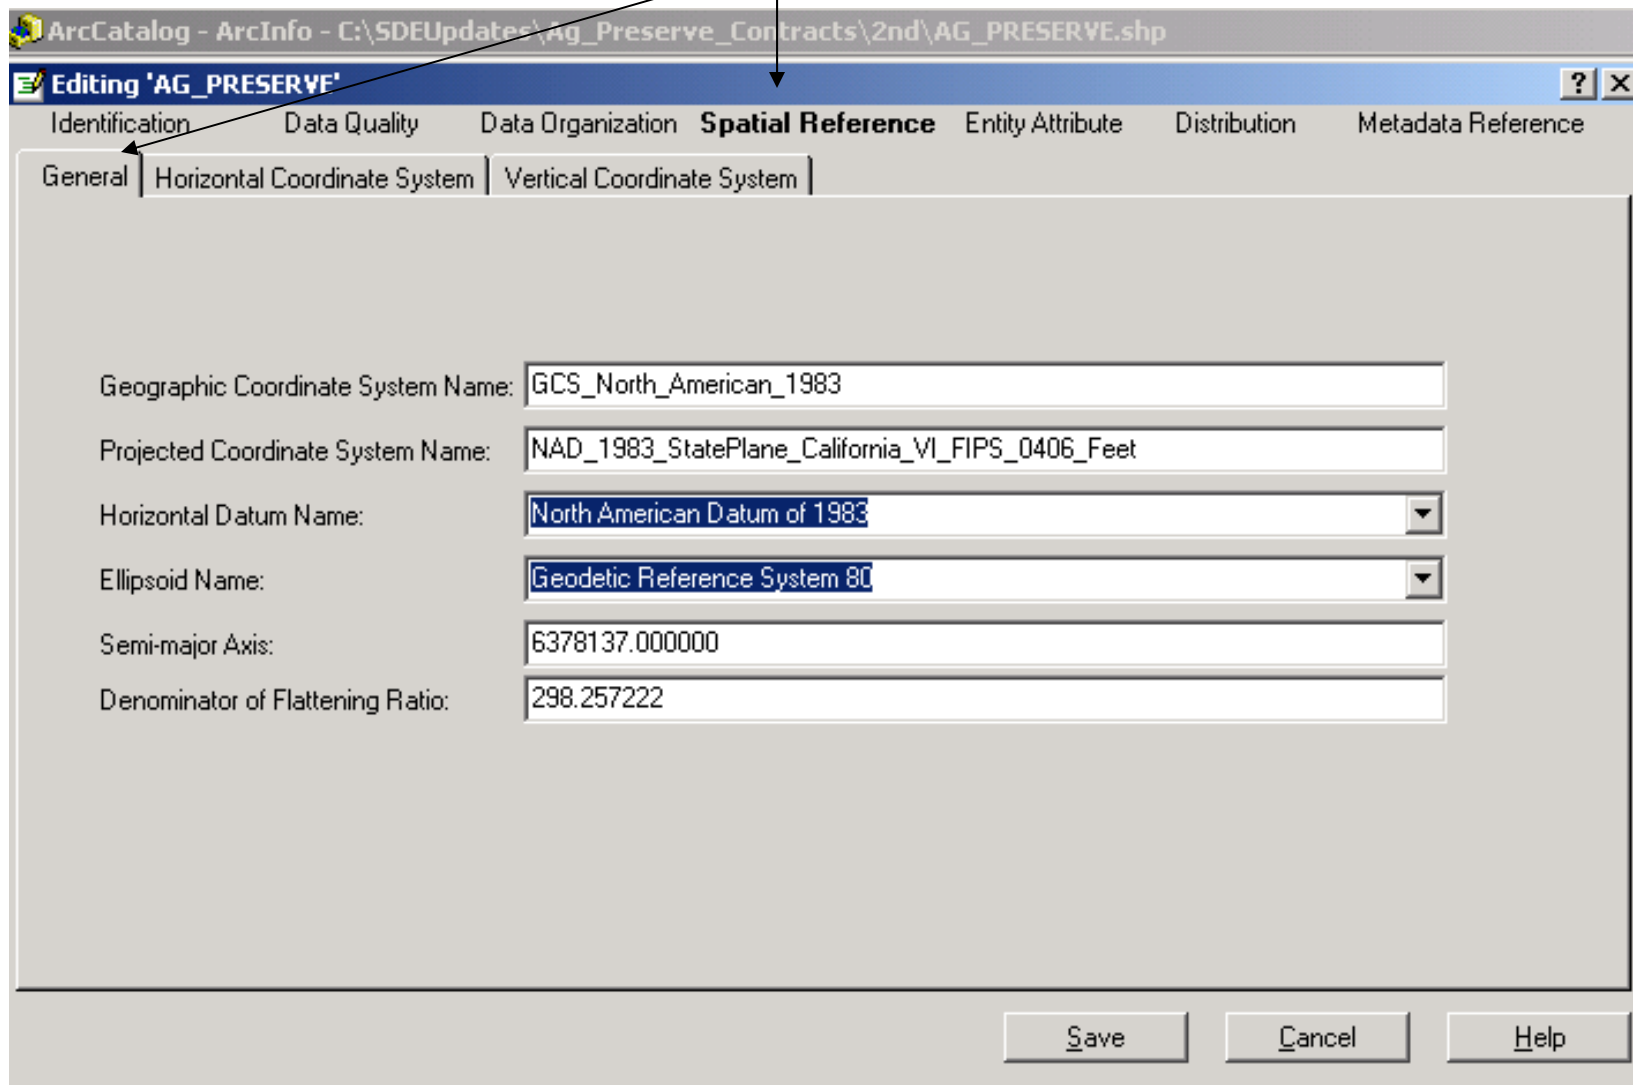 ArcCatalog - ArcInfo - C:\SDEUpdates\Ag_Preserve_Contracts\2nd\AG_PRESERVE.shp
Editing 'AG_PRESERVE'
Identification Data Quality Data Organization Spatial Reference Entity Attribute Distribution Metadata Reference
General Horizontal Coordinate System Vertical Coordinate System
Geographic Coordinate System Name: GCS_North_American_1983
Projected Coordinate System Name: NAD_1983_StatePlane_California_VI_FIPS_0406_Feet
Horizontal Datum Name: North American Datum of 1983
Ellipsoid Name: Geodetic Reference System 80
Semi-major Axis: 6378137.000000
Denominator of Flattening Ratio: 298.257222
Save Cancel Help